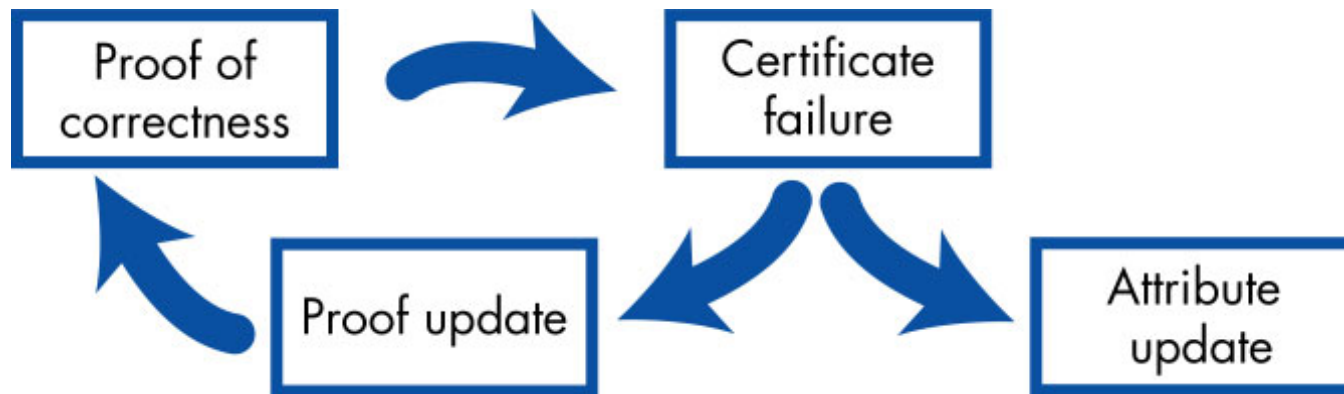 Proof of
correctness
Certificate
failure
Proof update
Attribute
update